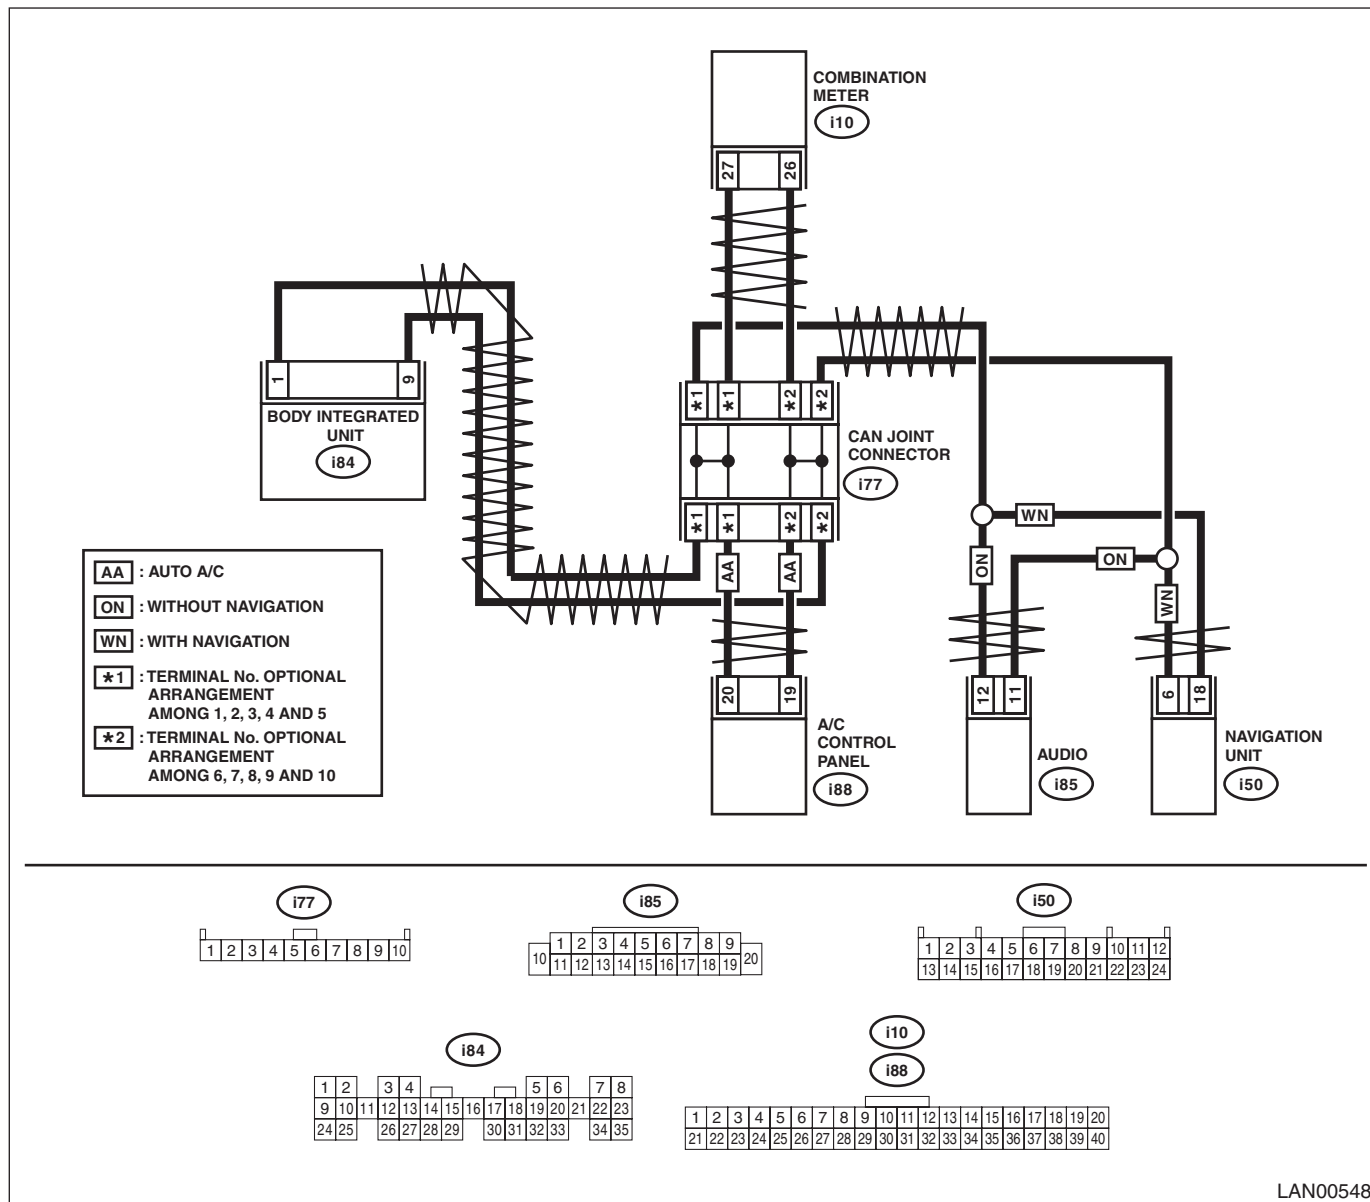 COMBINATION
METER
i10
27
26
1
9
BODY INTEGRATED
UNIT
i84
*1
*1
*2
*2
CAN JOINT
CONNECTOR
i77
*1
*1
*2
*2
AA
AA
WN
ON
ON
WN
20
19
12
11
6
18
A/C
CONTROL
PANEL
i88
AUDIO
i85
NAVIGATION
UNIT
i50
AA : AUTO A/C
ON : WITHOUT NAVIGATION
WN : WITH NAVIGATION
*1 : TERMINAL No. OPTIONAL
ARRANGEMENT
AMONG 1, 2, 3, 4 AND 5
*2 : TERMINAL No. OPTIONAL
ARRANGEMENT
AMONG 6, 7, 8, 9 AND 10
i77
1 2 3 4 5 6 7 8 9 10
i85
1 2 3 4 5 6 7 8 9
10 11 12 13 14 15 16 17 18 19 20
i50
1 2 3 4 5 6 7 8 9 10 11 12
13 14 15 16 17 18 19 20 21 22 23 24
i84
1 2 3 4 5 6 7 8
9 10 11 12 13 14 15 16 17 18 19 20 21 22 23
24 25 26 27 28 29 30 31 32 33 34 35
i10
i88
1 2 3 4 5 6 7 8 9 10 11 12 13 14 15 16 17 18 19 20
21 22 23 24 25 26 27 28 29 30 31 32 33 34 35 36 37 38 39 40
LAN00548